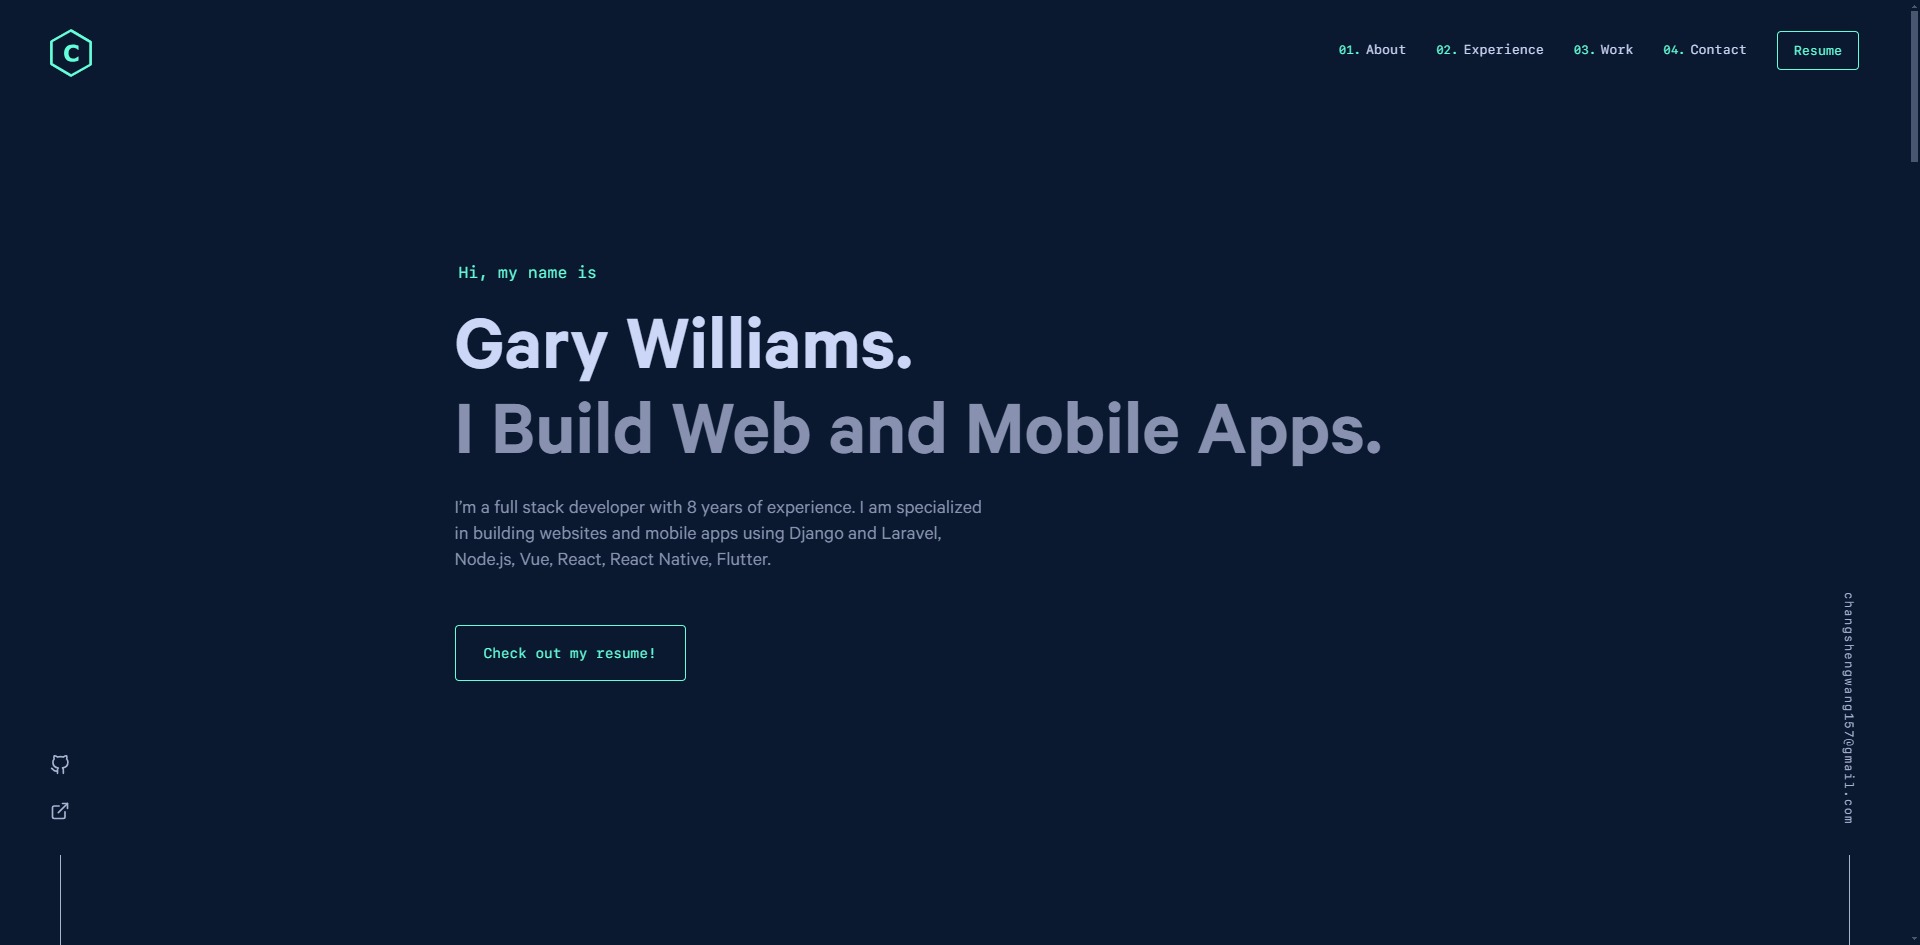 C
01. About 02. Experience 03. Work 04. Contact Resume
Hi, my name is
Gary Williams.
I Build Web and Mobile Apps.
I'm a full stack developer with 8 years of experience. I am specialized
in building websites and mobile apps using Django and Laravel,
Node.js, Vue, React, React Native, Flutter.
Check out my resume!
changshengwang157@gmail.com